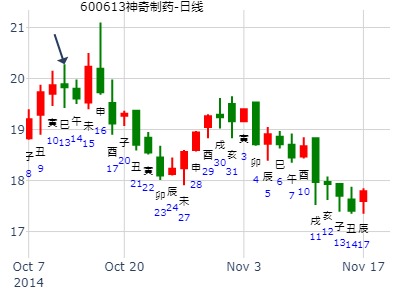 600613神奇制药-日线
21
20
19
18
17
子 丑 寅 巳 午 未 申 酉 子 丑 寅 卯 辰 未 申 酉 戌 亥 寅 卯 辰 巳 午 酉 戌 亥 子 丑 辰
8 9 10 13 14 15 16 17 20 21 22 23 24 27 28 29 30 31 3 4 5 6 7 10 11 12 13 14 17
Oct 7 Oct 20 Nov 3 Nov 17
2014